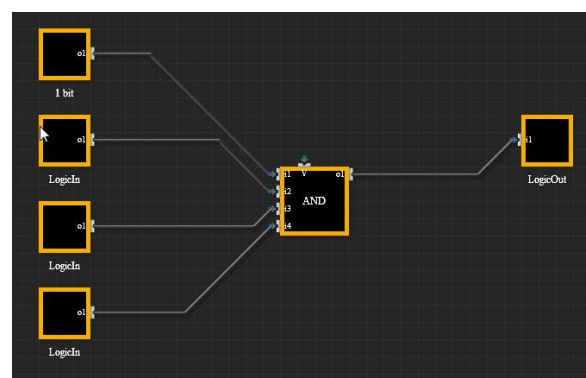 o1
1 bit
o1
LogicIn
o1
LogicIn
o1
LogicIn
i1 V o1
i2
AND
i3
i4
i1
LogicOut